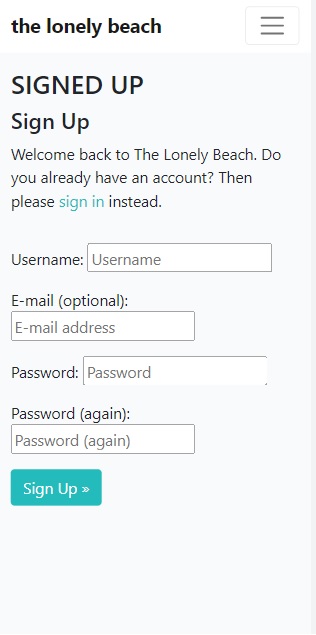 the lonely beach
SIGNED UP
Sign Up
Welcome back to The Lonely Beach. Do
you already have an account? Then
please sign in instead.
Username: Username
E-mail (optional):
E-mail address
Password: Password
Password (again):
Password (again)
Sign Up »